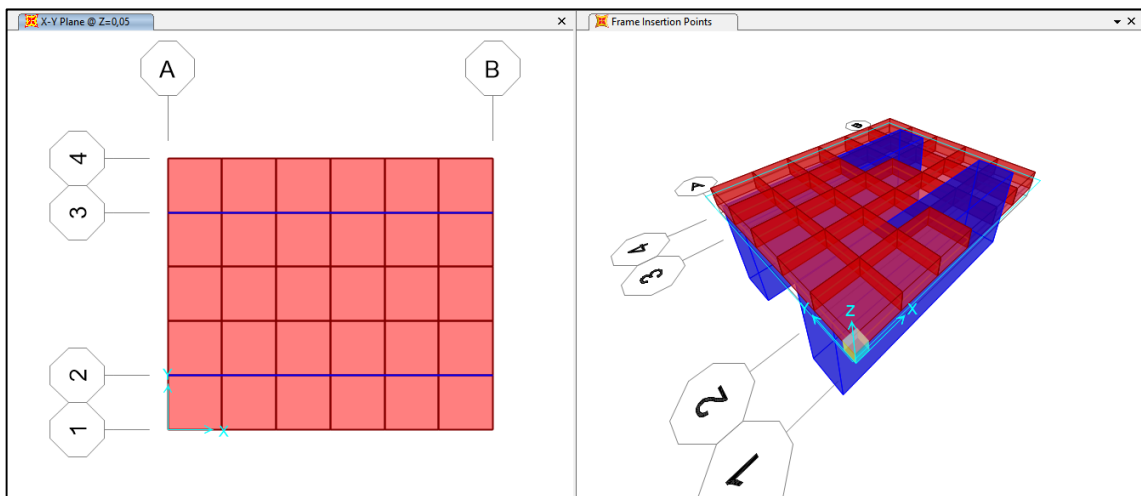 X-Y Plane @ Z=0,05
A
B
4
3
2
1
Y
X
Frame Insertion Points
B
A
4
3
Y
Z
X
2
1